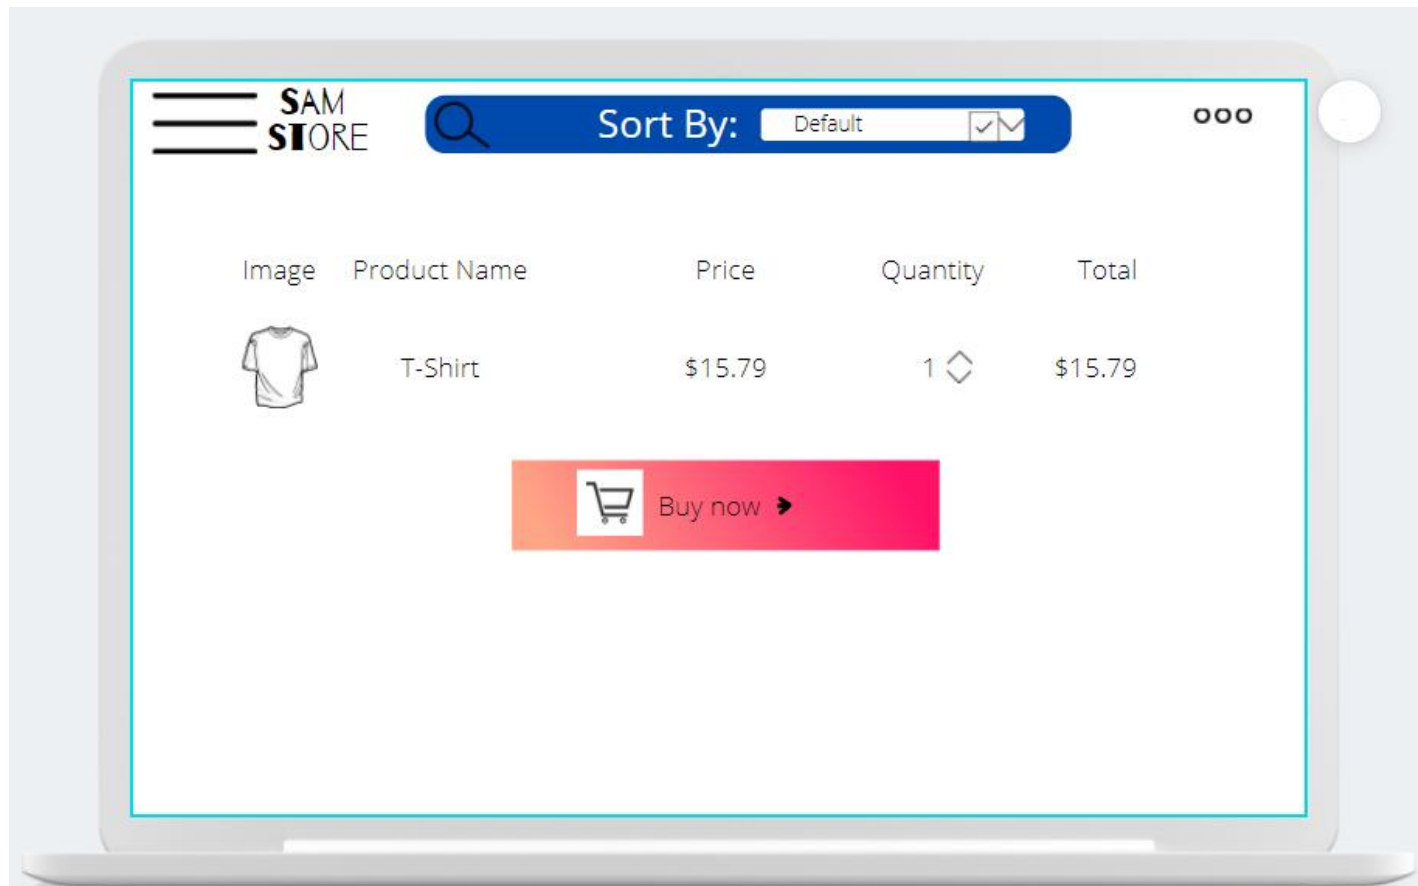 SAM
STORE
Sort By: Default
Image Product Name Price Quantity Total
T-Shirt $15.79 1 $15.79
Buy now